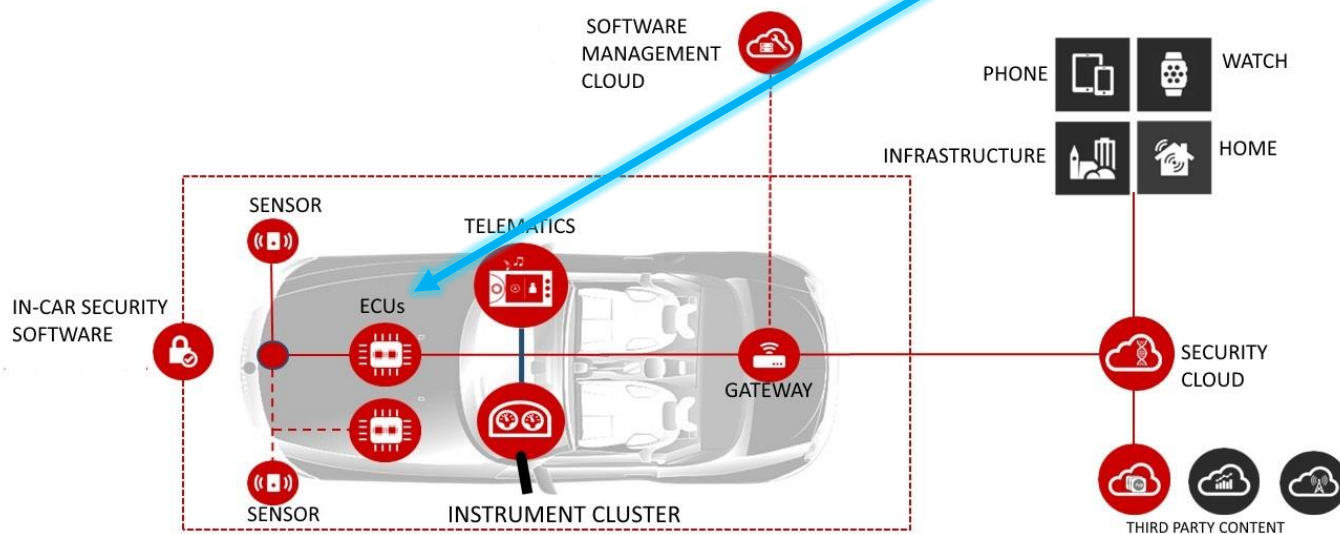 SOFTWARE
MANAGEMENT
CLOUD
PHONE
WATCH
INFRASTRUCTURE
HOME
SENSOR
TELEMATICS
IN-CAR SECURITY
SOFTWARE
ECUs
SECURITY
CLOUD
GATEWAY
SENSOR
INSTRUMENT CLUSTER
THIRD PARTY CONTENT